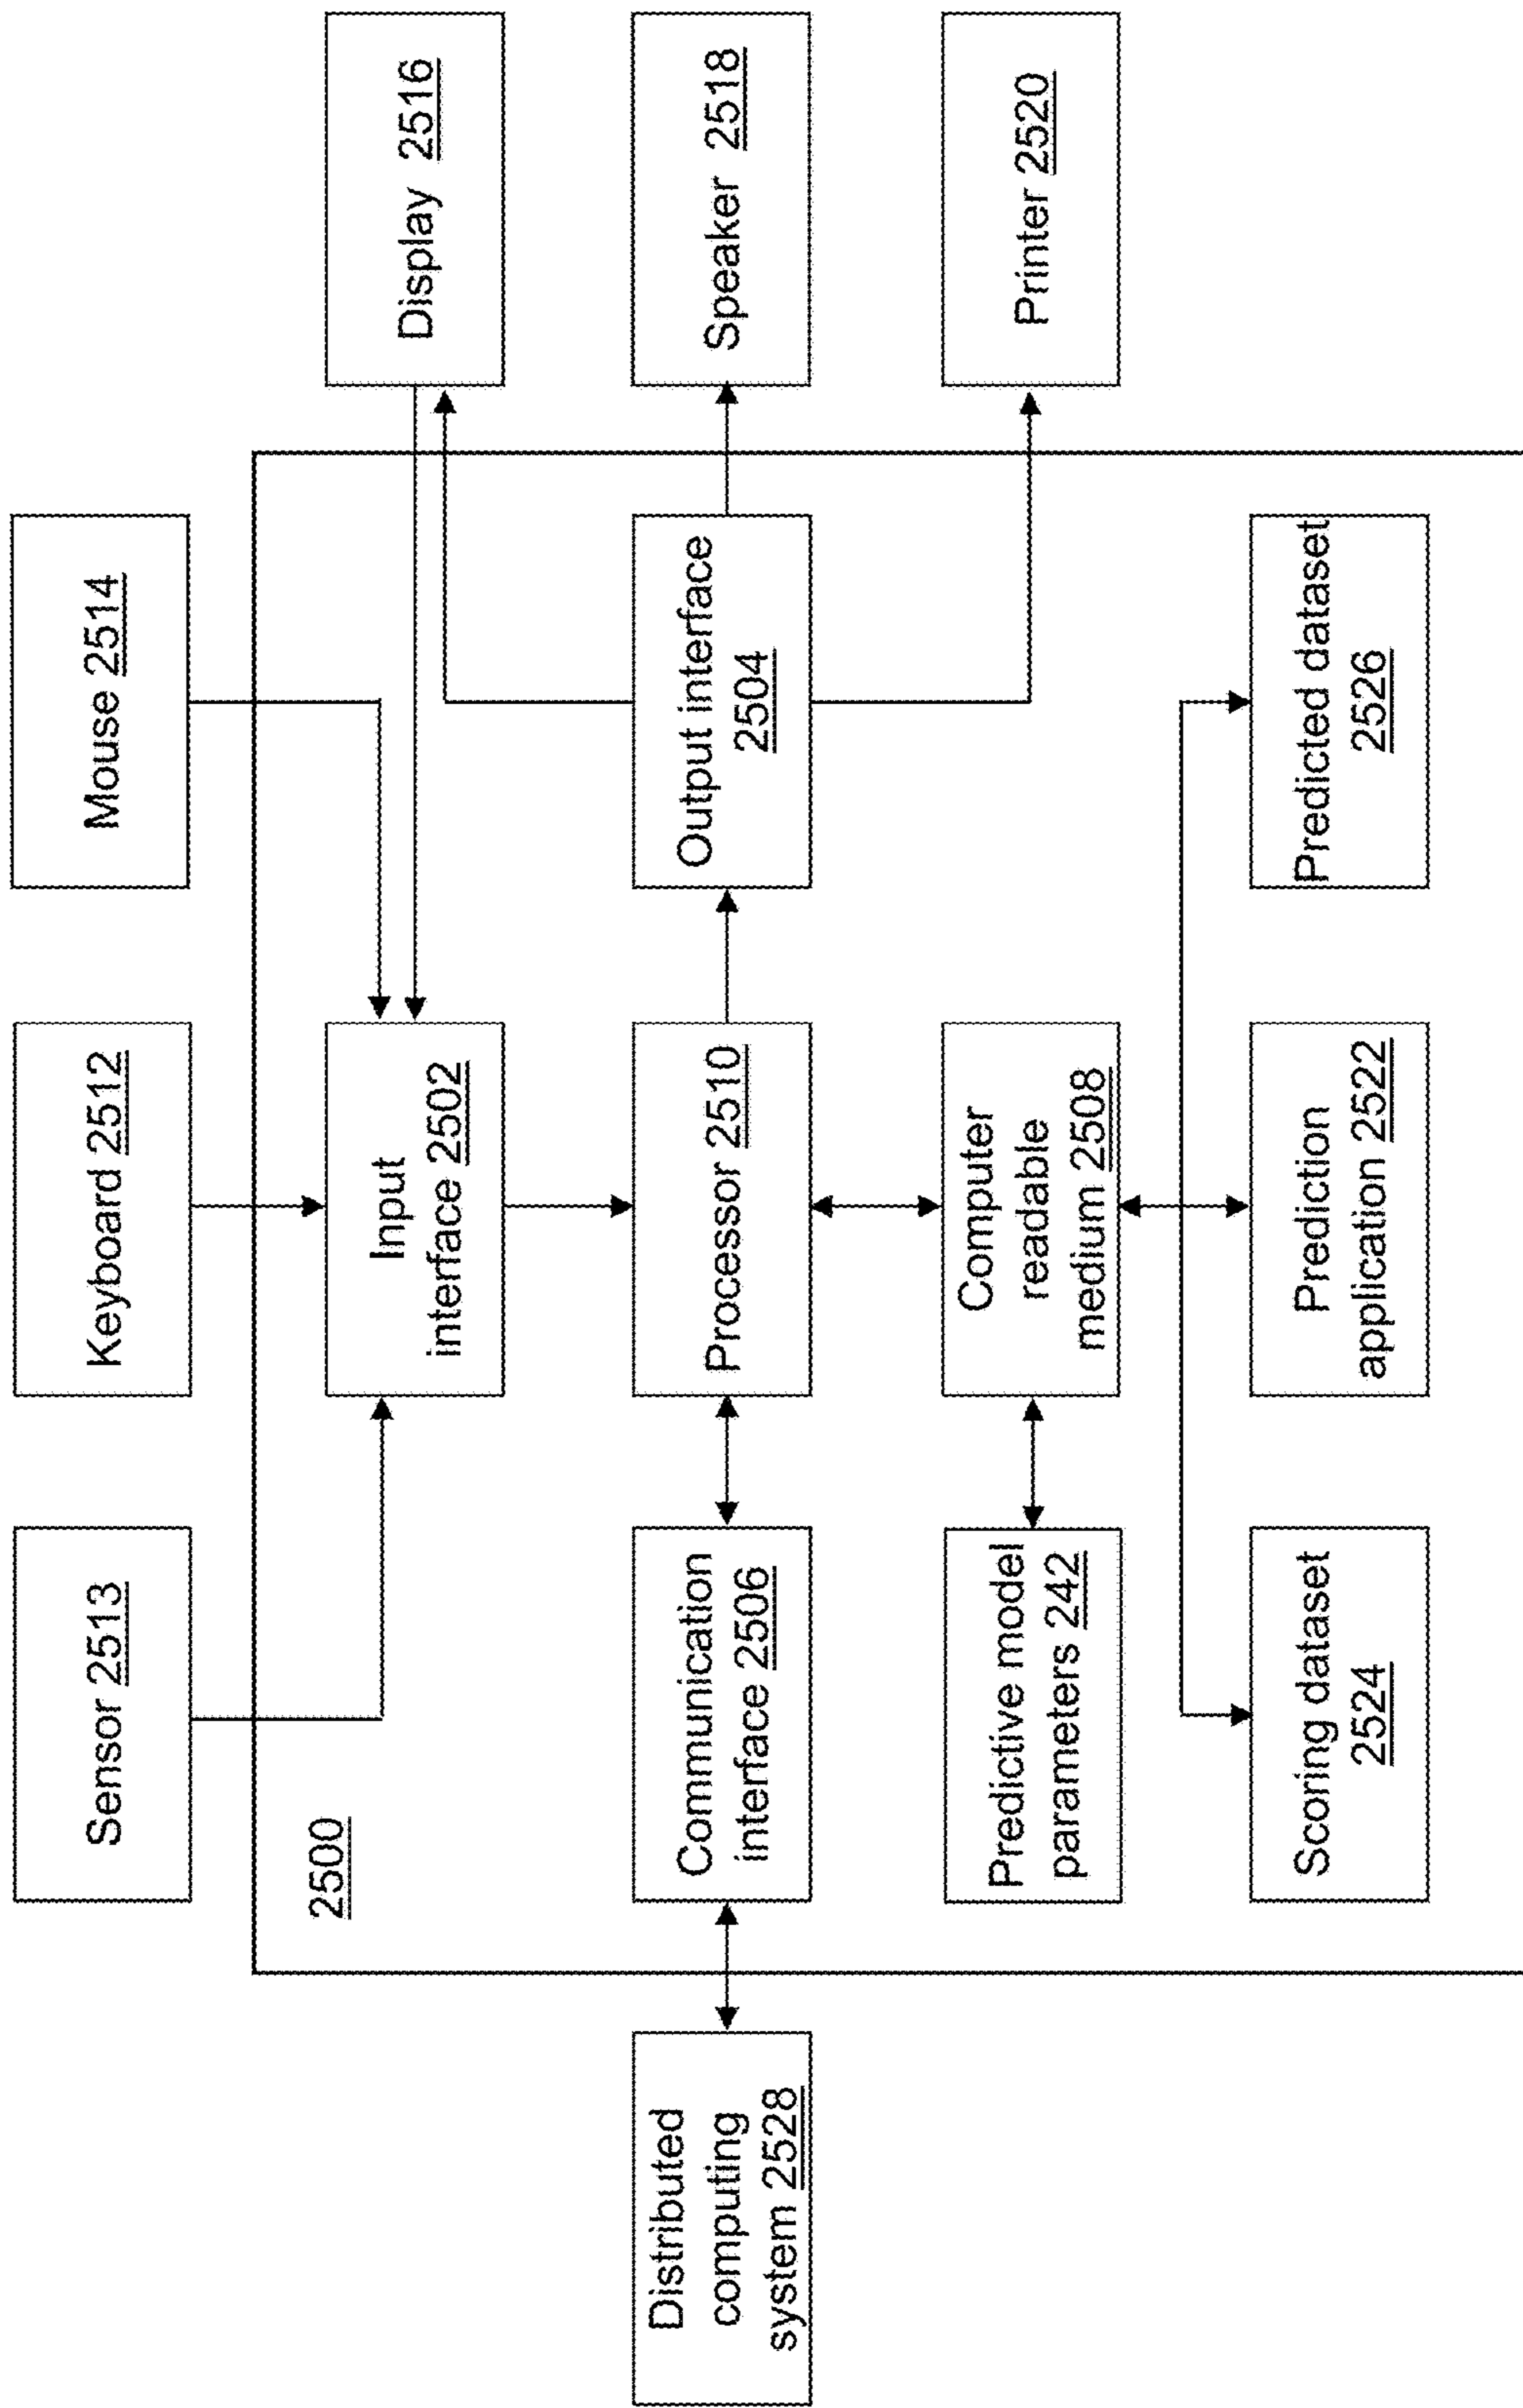 Sensor 2513
Keyboard 2512
Mouse 2514
2500
Input
interface 2502
Display 2516
Distributed
computing
system 2528
Communication
interface 2506
Processor 2510
Output interface
2504
Speaker 2518
Predictive model
parameters 242
Computer
readable
medium 2508
Printer 2520
Scoring dataset
2524
Prediction
application 2522
Predicted dataset
2526